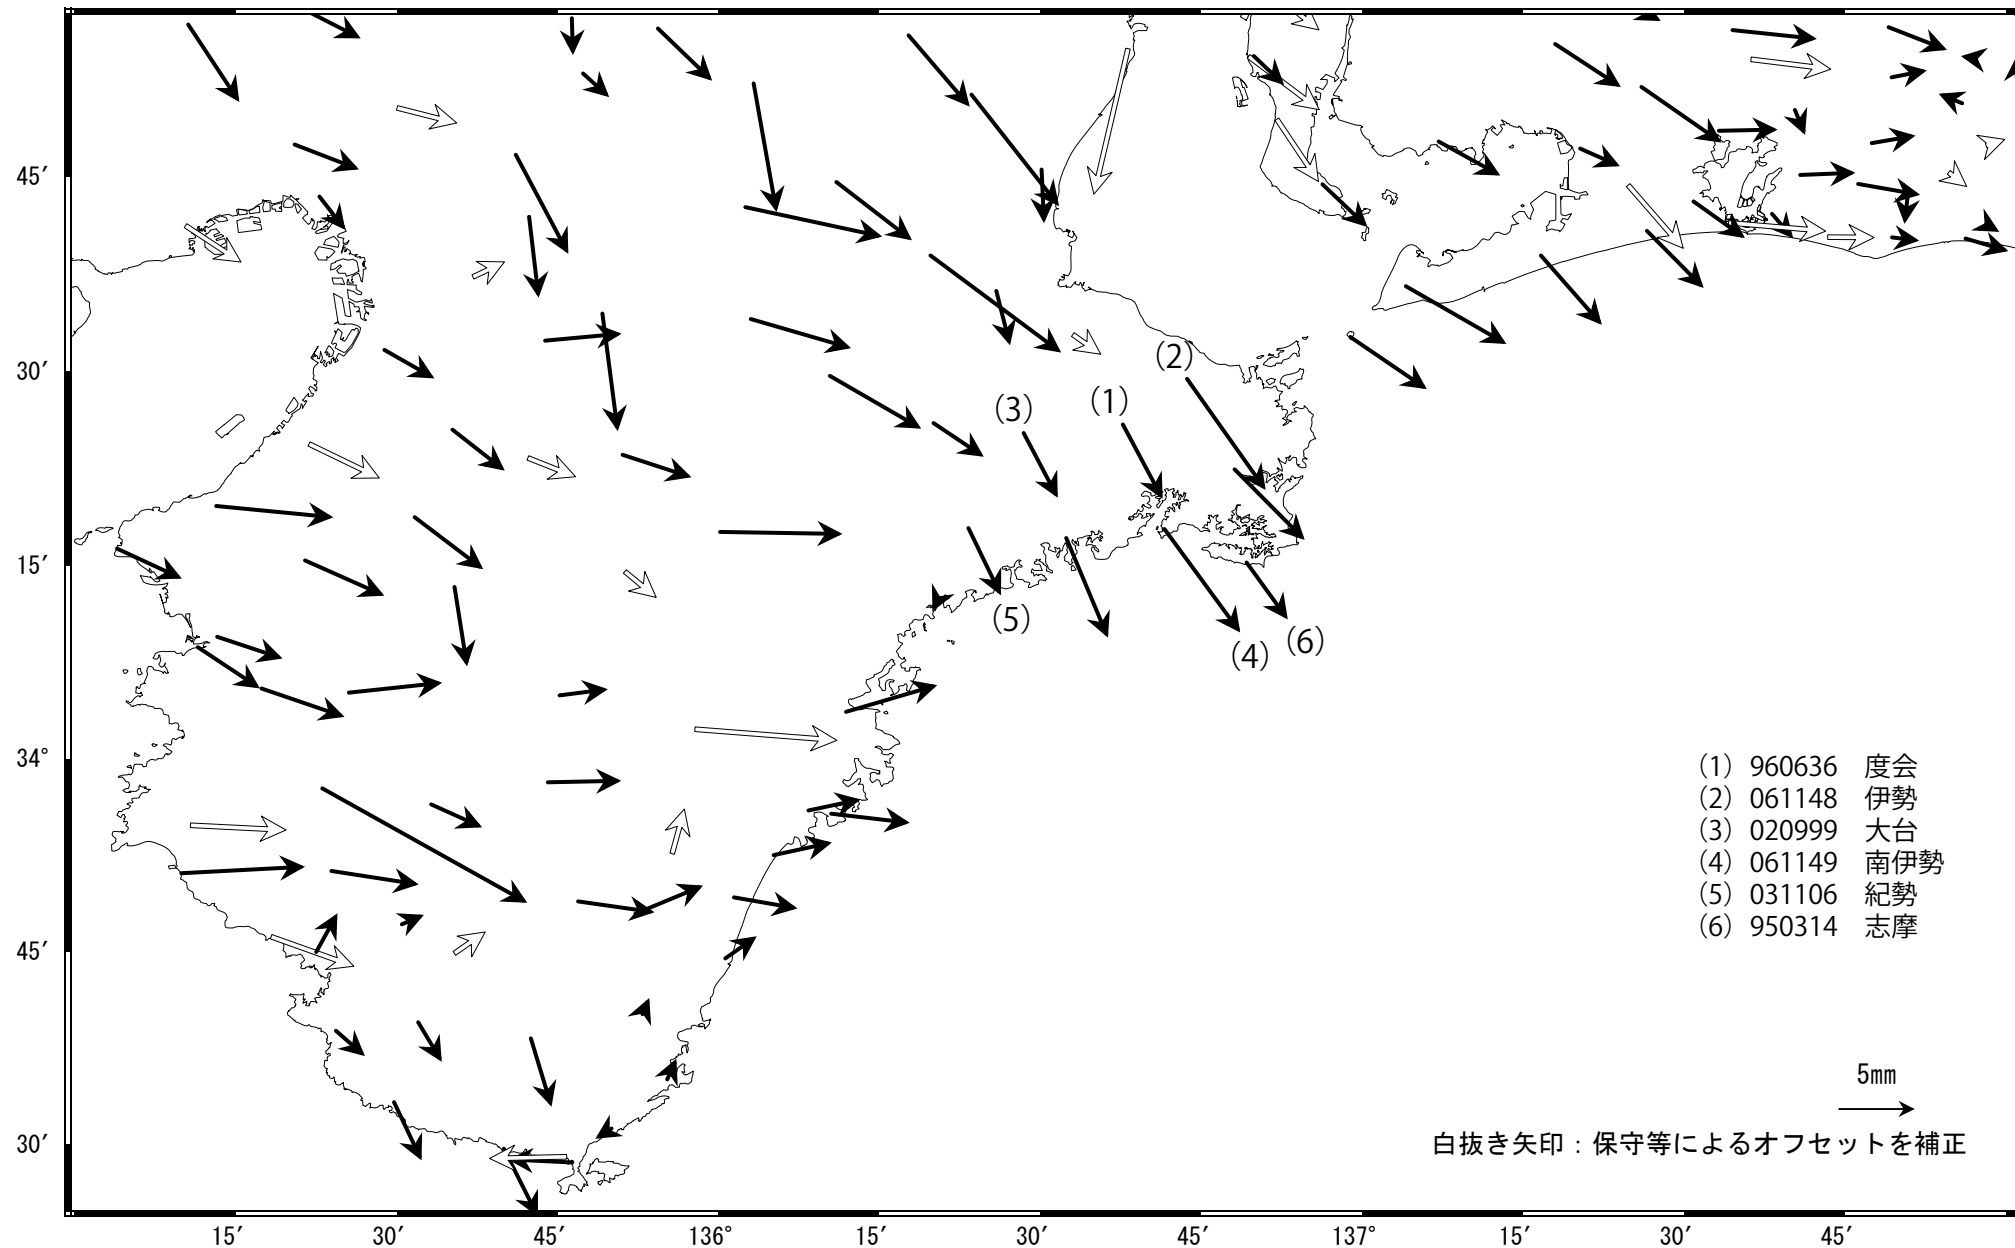 45′
30′
15′
34°
45′
30′
(2)
(1)
(3)
(5)
(6)
(4)
(1) 960636 度会
(2) 061148 伊勢
(3) 020999 大台
(4) 061149 南伊勢
(5) 031106 紀勢
(6) 950314 志摩
5mm
白抜き矢印：保守等によるオフセットを補正
15′ 30′ 45′ 136° 15′ 30′ 45′ 137° 15′ 30′ 45′